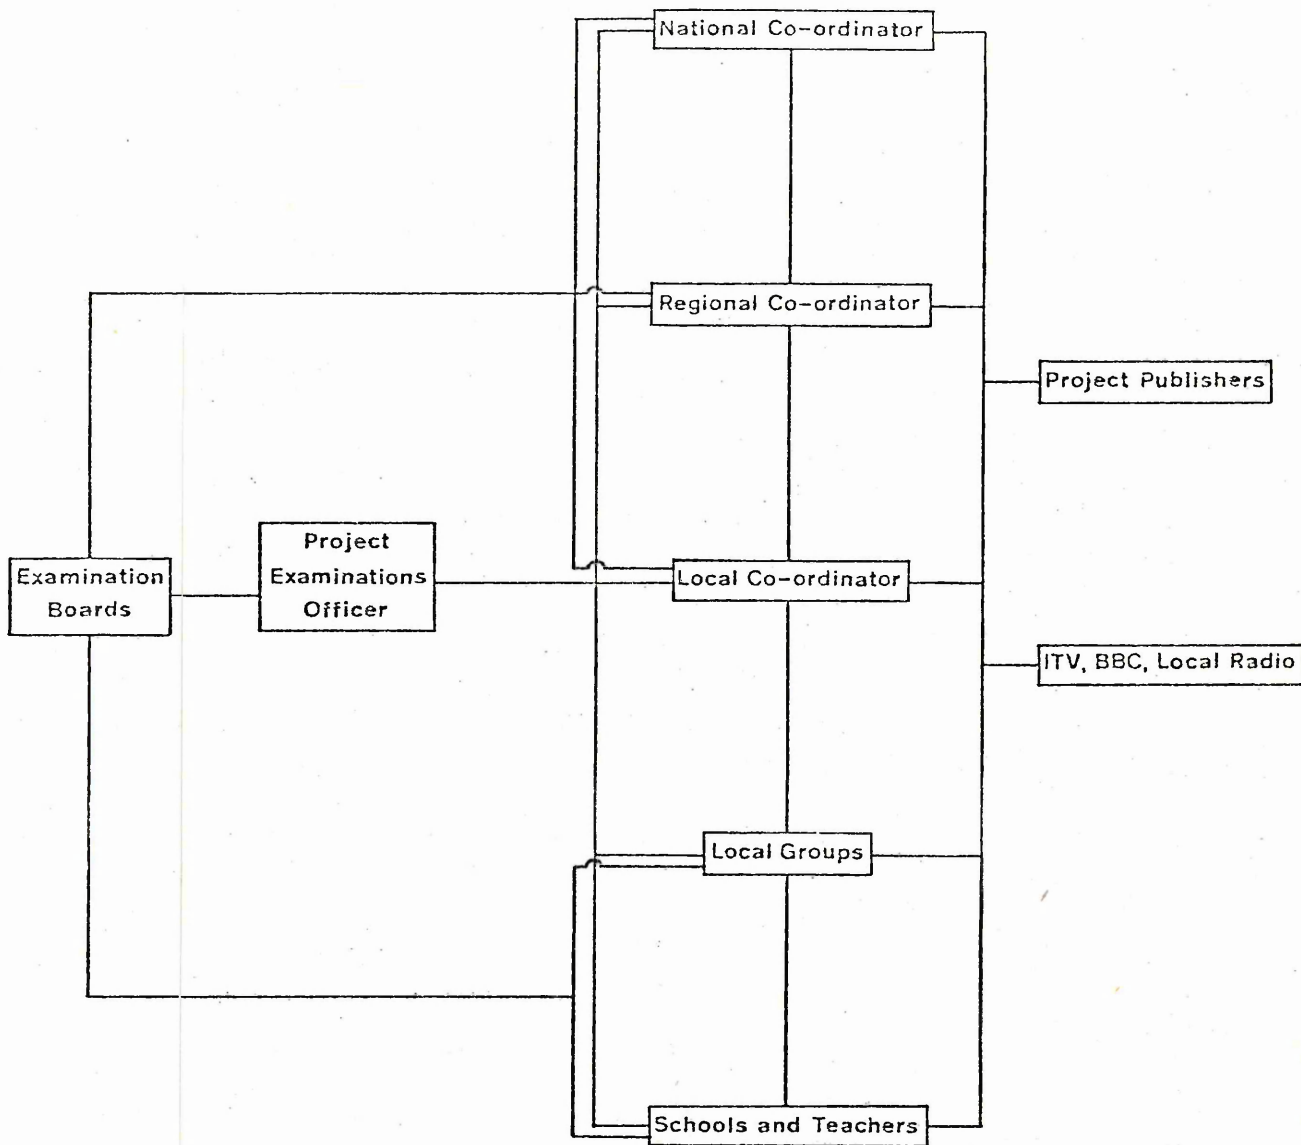 National Co-ordinator
Regional Co-ordinator
Project Publishers
Project
Examinations
Officer
Examination
Boards
Local Co-ordinator
ITV, BBC, Local Radio
Local Groups
Schools and Teachers